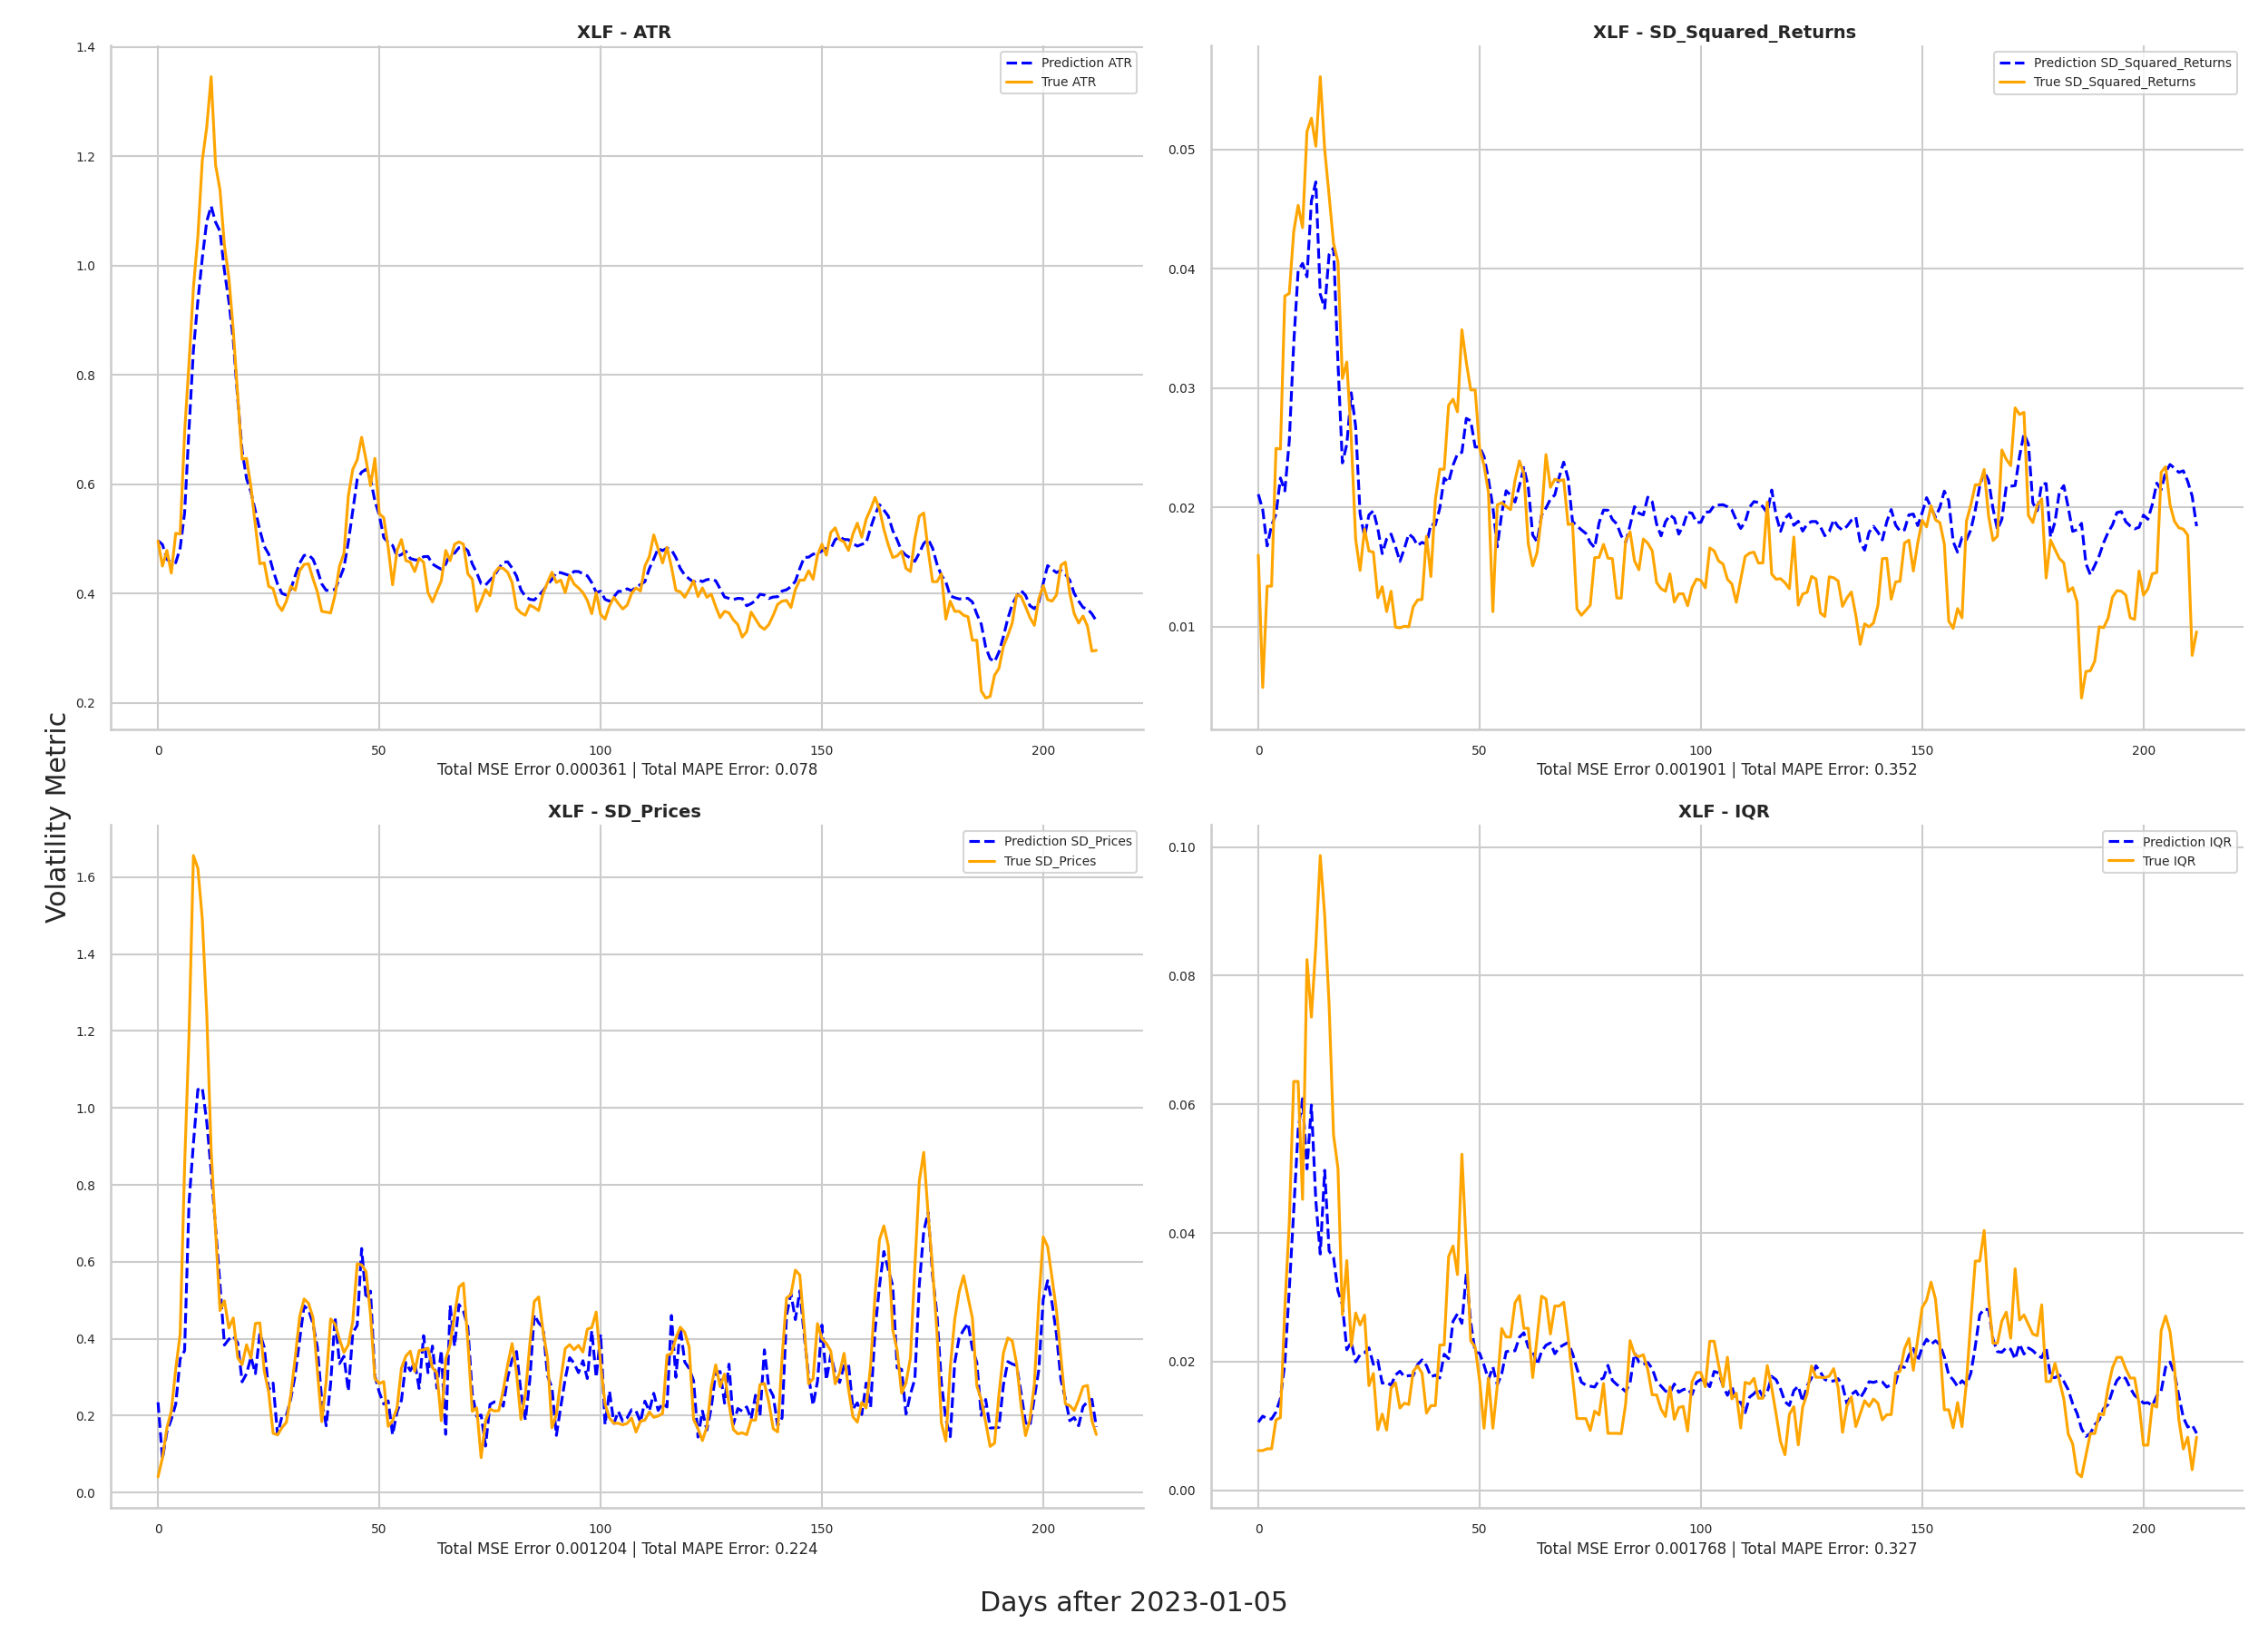 XLF - ATR
1.4
1.2
1.0
0.8
0.6
0.4
0.2
0 50 100 150 200
Prediction ATR
True ATR
Total MSE Error 0.000361 | Total MAPE Error: 0.078
XLF - SD_Squared_Returns
0.05
0.04
0.03
0.02
0.01
0 50 100 150 200
Prediction SD_Squared_Returns
True SD_Squared_Returns
Total MSE Error 0.001901 | Total MAPE Error: 0.352
Volatility Metric
XLF - SD_Prices
1.6
1.4
1.2
1.0
0.8
0.6
0.4
0.2
0.0
0 50 100 150 200
Prediction SD_Prices
True SD_Prices
Total MSE Error 0.001204 | Total MAPE Error: 0.224
XLF - IQR
0.10
0.08
0.06
0.04
0.02
0.00
0 50 100 150 200
Prediction IQR
True IQR
Total MSE Error 0.001768 | Total MAPE Error: 0.327
Days after 2023-01-05